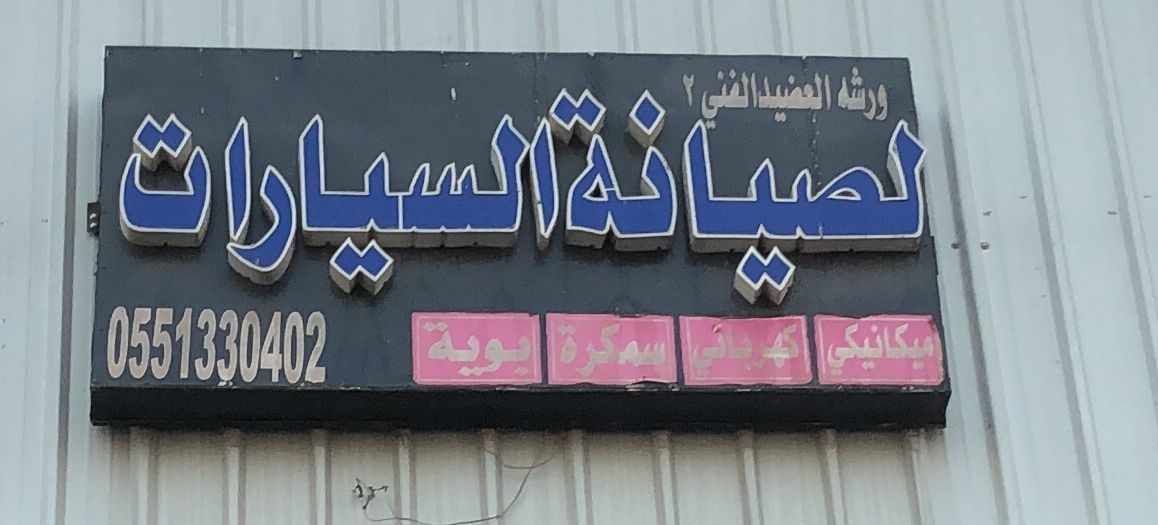 ورشه العضيد الفني ٢
لصيانة السيارات
ميكانيكي كهربائي سمكرة بوية
0551330402